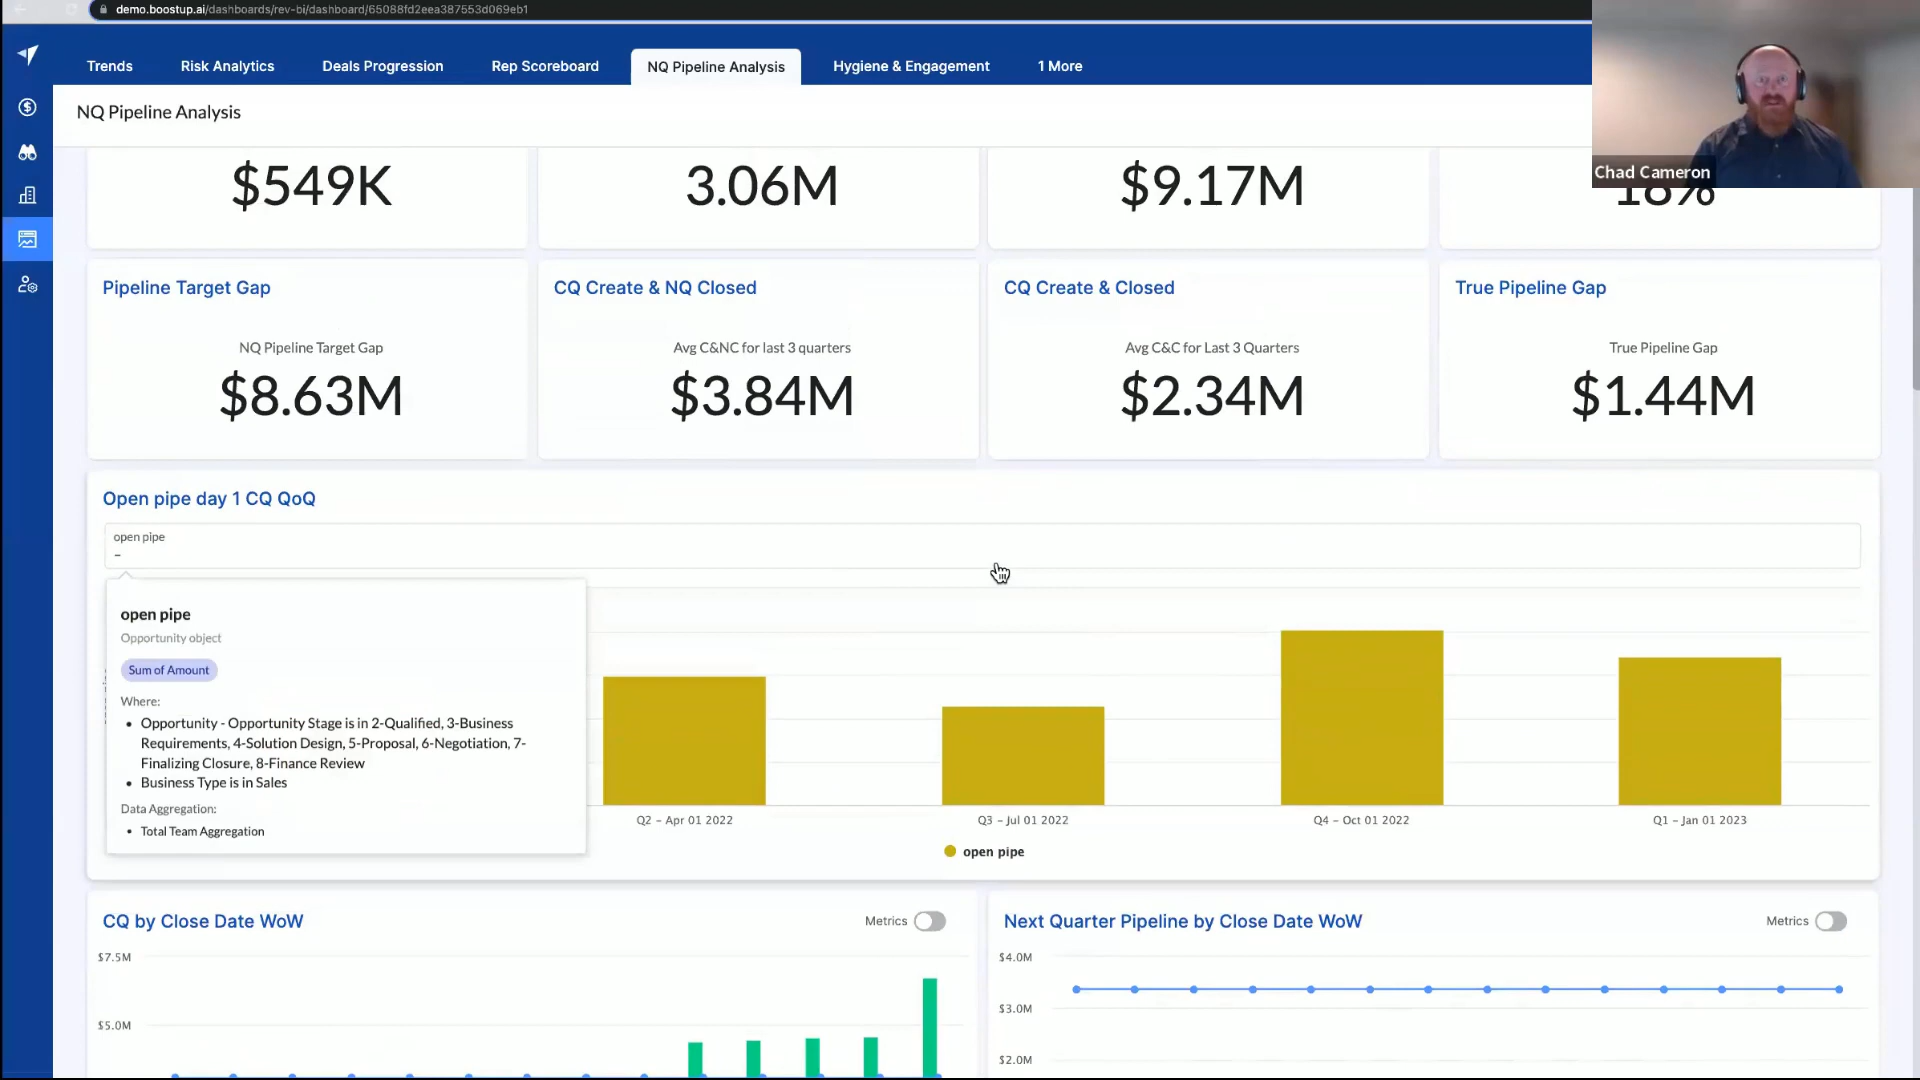 demo.boostup.ai/dashboards/rev-bi/dashboard/65088fd2eea387553d069eb1
Trends
Risk Analytics
Deals Progression
Rep Scoreboard
NQ Pipeline Analysis
Hygiene & Engagement
1 More
NQ Pipeline Analysis
Chad Cameron
$549K
3.06M
$9.17M
Pipeline Target Gap
NQ Pipeline Target Gap
$8.63M
CQ Create & NQ Closed
Avg C&NC for last 3 quarters
$3.84M
CQ Create & Closed
Avg C&C for Last 3 Quarters
$2.34M
True Pipeline Gap
True Pipeline Gap
$1.44M
Open pipe day 1 CQ QoQ
open pipe
–
open pipe
Opportunity object
Sum of Amount
Where:
• Opportunity - Opportunity Stage is in 2-Qualified, 3-Business
Requirements, 4-Solution Design, 5-Proposal, 6-Negotiation, 7-
Finalizing Closure, 8-Finance Review
• Business Type is in Sales
Data Aggregation:
• Total Team Aggregation
Q2 – Apr 01 2022
Q3 – Jul 01 2022
Q4 – Oct 01 2022
Q1 – Jan 01 2023
open pipe
CQ by Close Date WoW
Metrics
$7.5M
$5.0M
Next Quarter Pipeline by Close Date WoW
Metrics
$4.0M
$3.0M
$2.0M